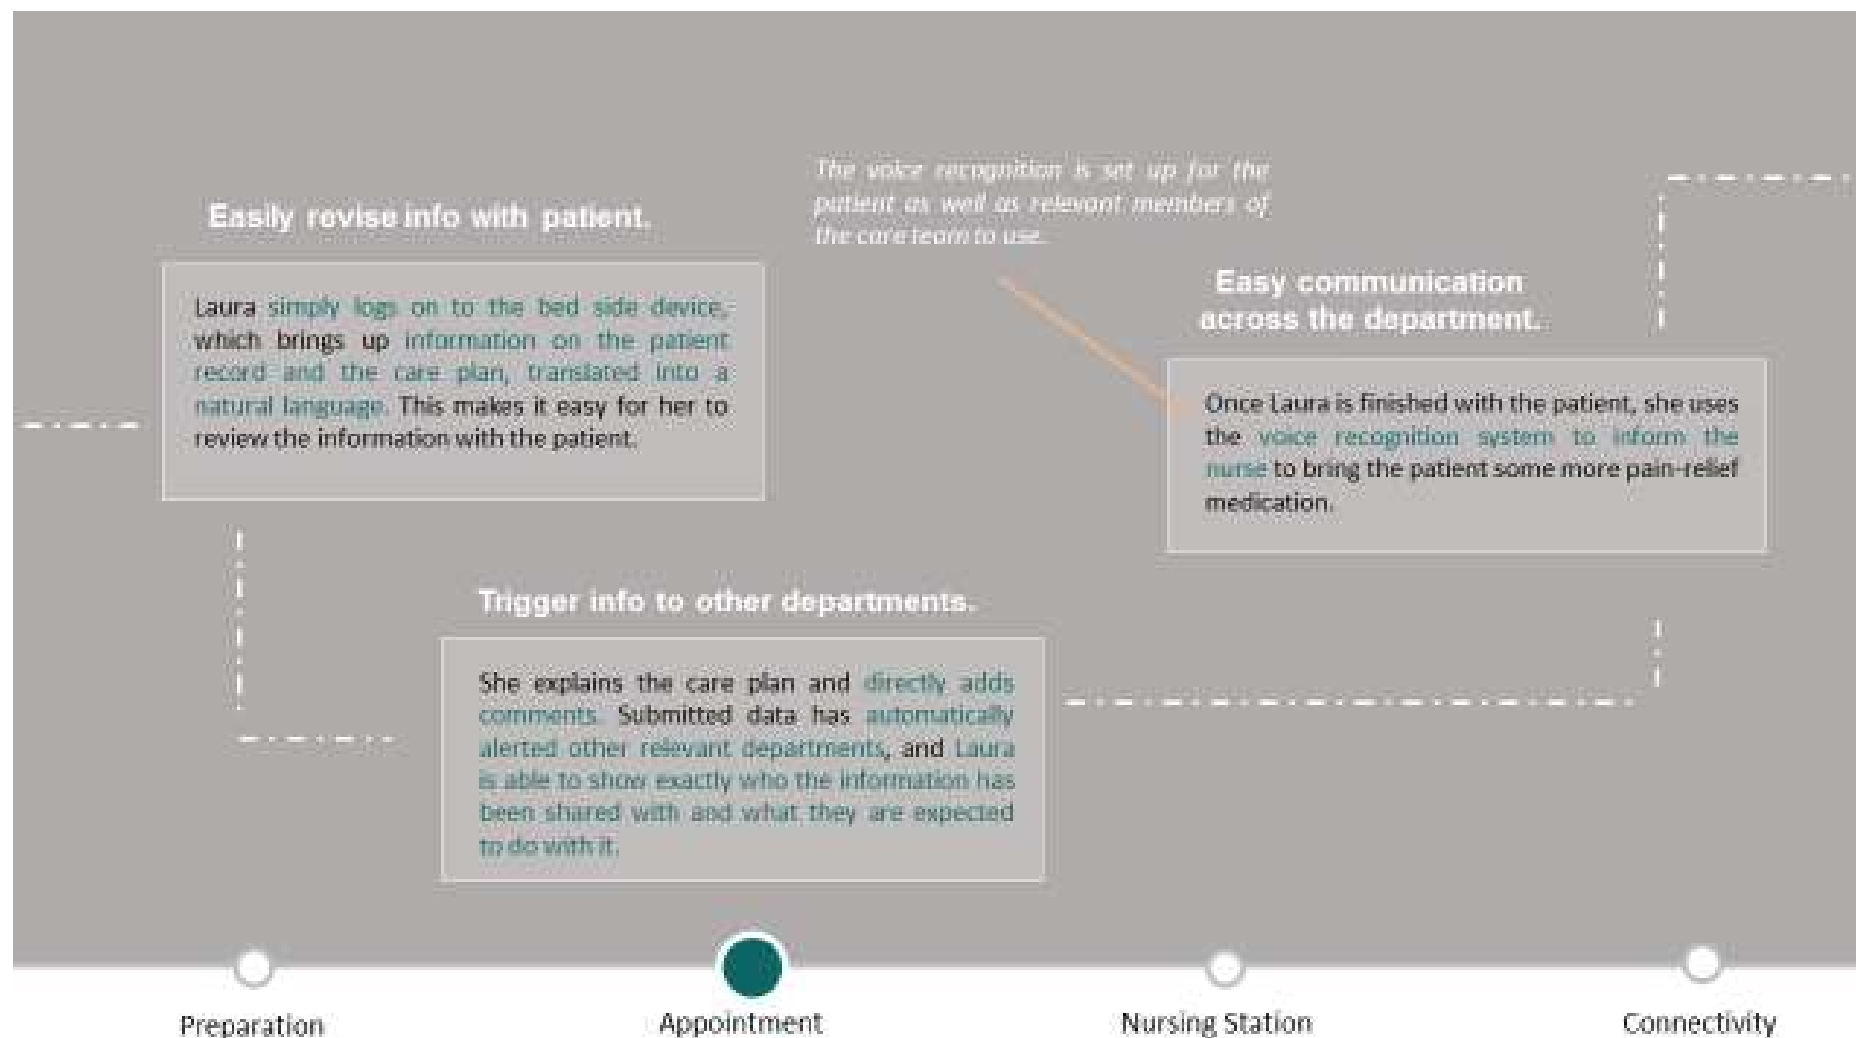 Easily revise info with patient.
Laura simply logs on to the bed side device,
which brings up information on the patient
record and the care plan, translated into a
natural language. This makes it easy for her to
review the information with the patient.
Trigger info to other departments.
She explains the care plan and directly adds
comments. Submitted data has automatically
alerted other relevant departments, and Laura
is able to show exactly who the information has
been shared with and what they are expected
to do with it.
The voice recognition is set up for the
patient as well as relevant members of
the care team to use.
Easy communication
across the department.
Once Laura is finished with the patient, she uses
the voice recognition system to inform the
nurse to bring the patient some more pain-relief
medication.
Preparation
Appointment
Nursing Station
Connectivity